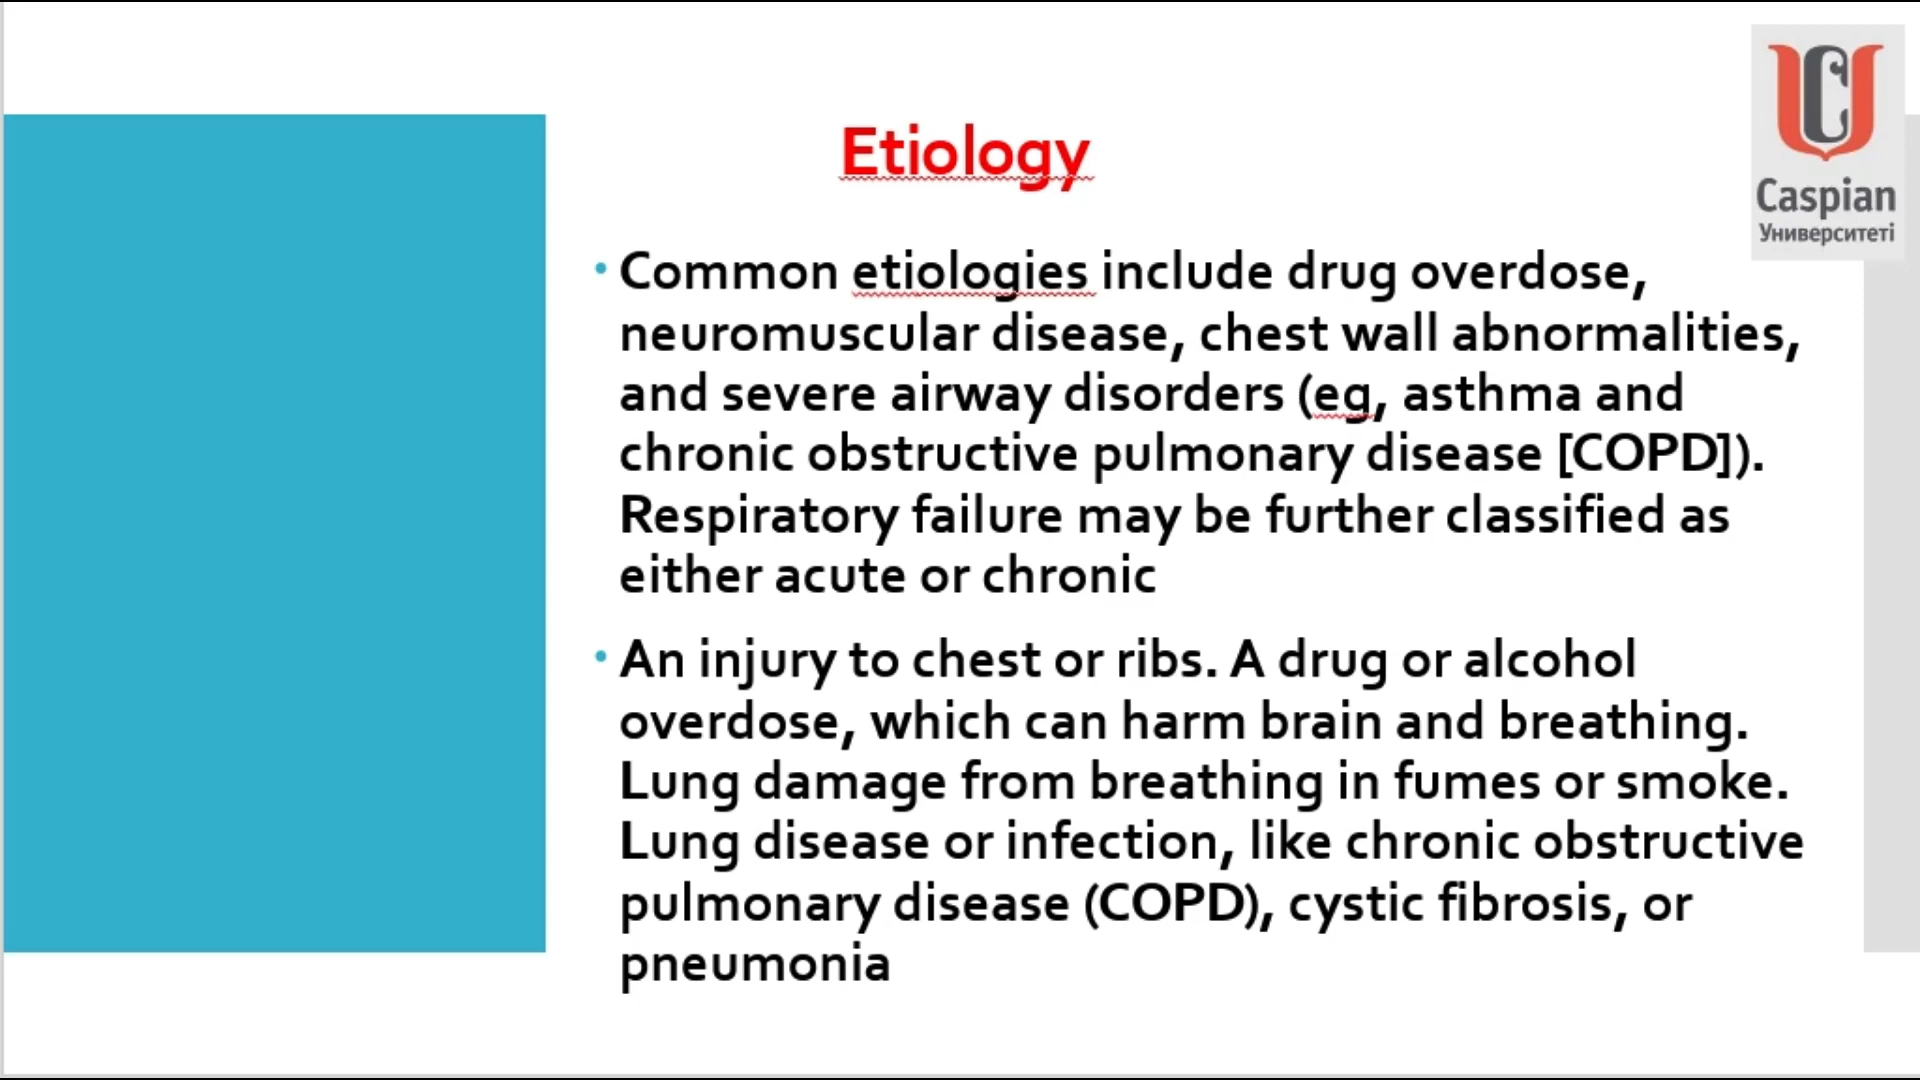 Etiology
Caspian
Университеті
• Common etiologies include drug overdose,
neuromuscular disease, chest wall abnormalities,
and severe airway disorders (eg, asthma and
chronic obstructive pulmonary disease [COPD]).
Respiratory failure may be further classified as
either acute or chronic
• An injury to chest or ribs. A drug or alcohol
overdose, which can harm brain and breathing.
Lung damage from breathing in fumes or smoke.
Lung disease or infection, like chronic obstructive
pulmonary disease (COPD), cystic fibrosis, or
pneumonia